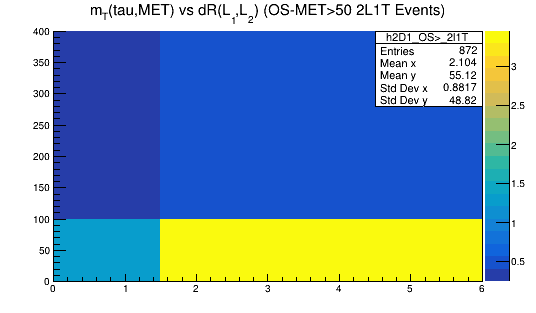 m_T(tau,MET) vs dR(L_1,L_2) (OS-MET>50 2L1T Events)
h2D1_OS>_2l1T
Entries 872
Mean x 2.104
Mean y 55.12
Std Dev x 0.8817
Std Dev y 48.82
400
350
300
250
200
150
100
50
0
0 1 2 3 4 5 6
3
2.5
2
1.5
1
0.5